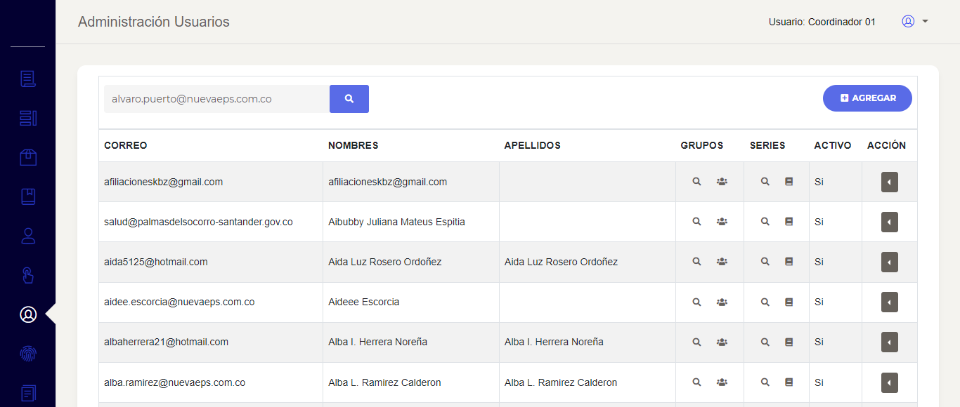 Administración Usuarios
Usuario: Coordinador 01
alvaro.puerto@nuevaeps.com.co
AGREGAR
CORREO NOMBRES APELLIDOS GRUPOS SERIES ACTIVO ACCIÓN
afiliacioneskbz@gmail.com afiliacioneskbz@gmail.com Si
salud@palmasdelsocorro-santander.gov.co Aibubby Juliana Mateus Espitia Si
aida5125@hotmail.com Aida Luz Rosero Ordoñez Aida Luz Rosero Ordoñez Si
aidee.escorcia@nuevaeps.com.co Aideee Escorcia Si
albaherrera21@hotmail.com Alba I. Herrera Noreña Alba I. Herrera Noreña Si
alba.ramirez@nuevaeps.com.co Alba L. Ramirez Calderon Alba L. Ramirez Calderon Si